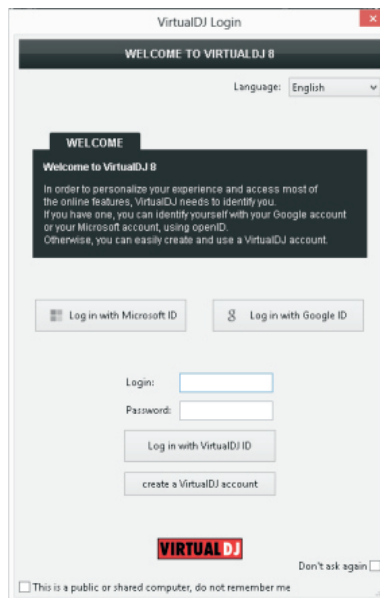 VirtualDJ Login
WELCOME TO VIRTUALDJ 8
Language: English
WELCOME
Welcome to VirtualDJ 8
In order to personalize your experience and access most of
the online features, VirtualDJ needs to identify you.
If you have one, you can identify yourself with your Google account
or your Microsoft account, using openID.
Otherwise, you can easily create and use a VirtualDJ account.
Log in with Microsoft ID
8 Log in with Google ID
Login:
Password:
Log in with VirtualDJ ID
create a VirtualDJ account
VIRTUAL DJ
Don't ask again
This is a public or shared computer, do not remember me